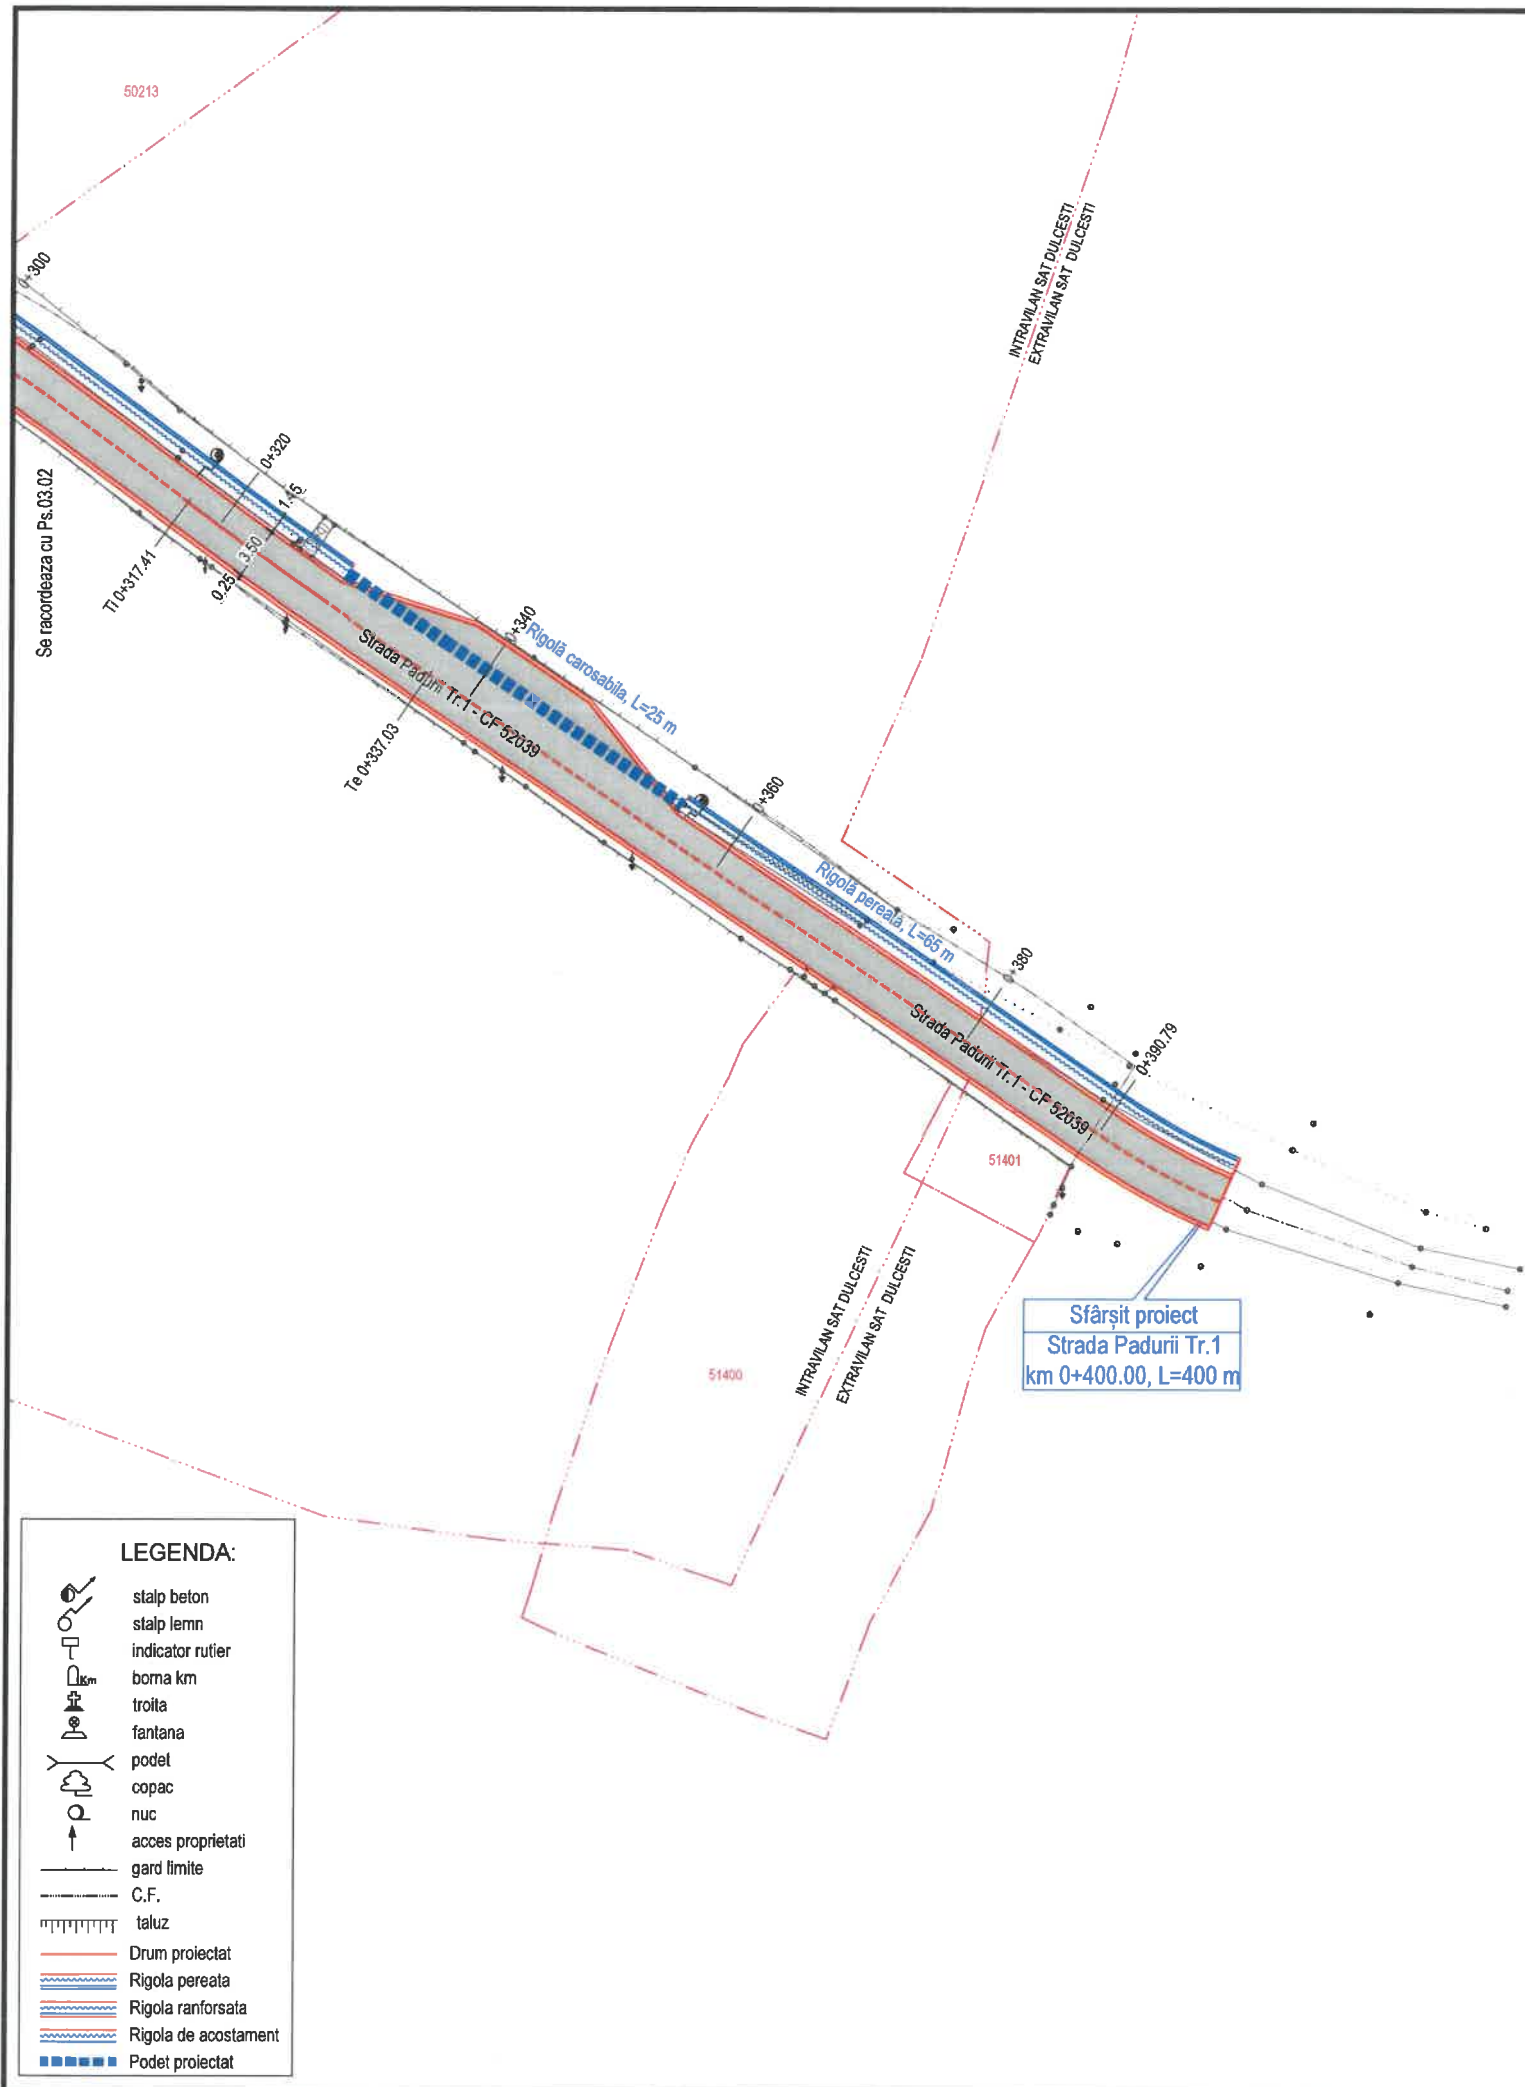 50213
INTRAVILAN SAT DULCESTI
EXTRAVILAN SAT DULCESTI
0+300
Se racordeaza cu Ps.03.02
0+320
1.45
3.50
0.25
Ti 0+317.41
0+340
Rigolă carosabila, L=25 m
Strada Padurii Tr.1 - CF 52039
Te 0+337.03
0+360
Rigolă pereată, L=65 m
0+380
0+390.79
Strada Padurii Tr.1 - CF 52039
51401
INTRAVILAN SAT DULCESTI
EXTRAVILAN SAT DULCESTI
51400
Sfârșit proiect
Strada Padurii Tr.1
km 0+400.00, L=400 m
LEGENDA:
stalp beton
stalp lemn
indicator rutier
Km
borna km
troita
fantana
podet
copac
nuc
acces proprietati
gard limite
C.F.
taluz
Drum proiectat
Rigola pereata
Rigola ranforsata
Rigola de acostament
Podet proiectat